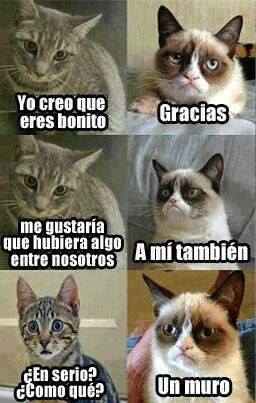 Yo creo que
eres bonito
Gracias
me gustaría
que hubiera algo
entre nosotros
A mí también
¿En serio?
¿Como qué?
Un muro